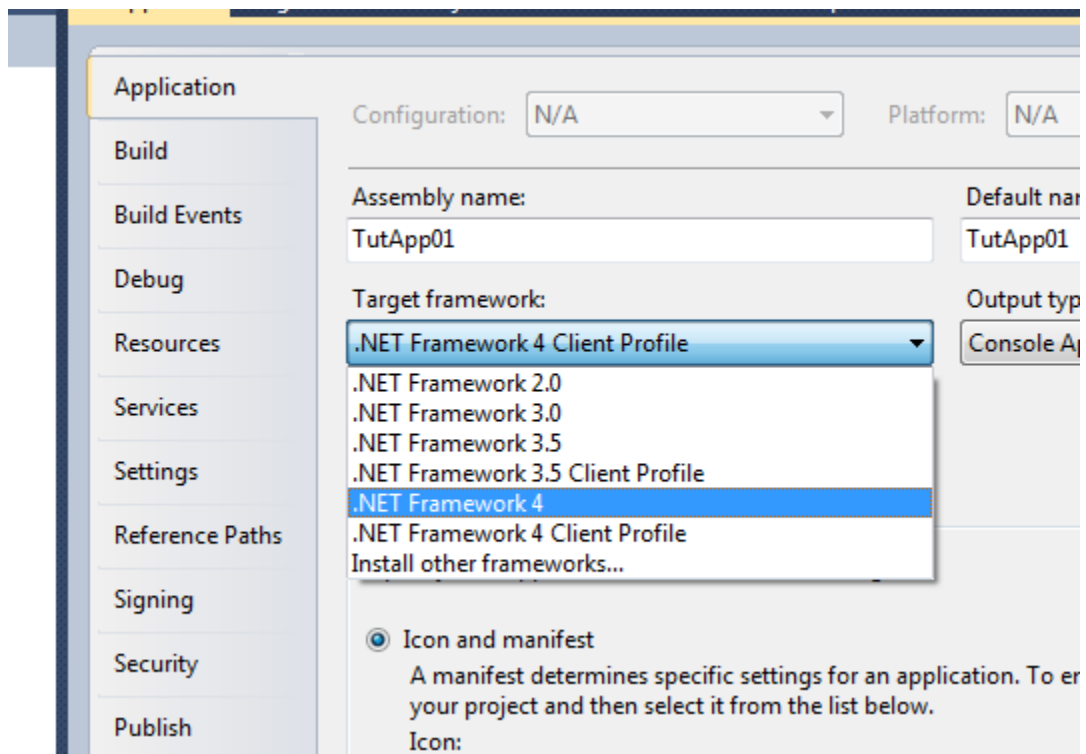 Application
Configuration: N/A Platform: N/A
Build
Assembly name: Default
Build Events
TutApp01 TutApp01
Debug
Target framework: Output
Resources
.NET Framework 4 Client Profile Console
.NET Framework 2.0
Services
.NET Framework 3.0
.NET Framework 3.5
Settings
.NET Framework 3.5 Client Profile
.NET Framework 4
Reference Paths
.NET Framework 4 Client Profile
Install other frameworks...
Signing
Icon and manifest
Security
A manifest determines specific settings for an application. To
your project and then select it from the list below.
Publish
Icon: